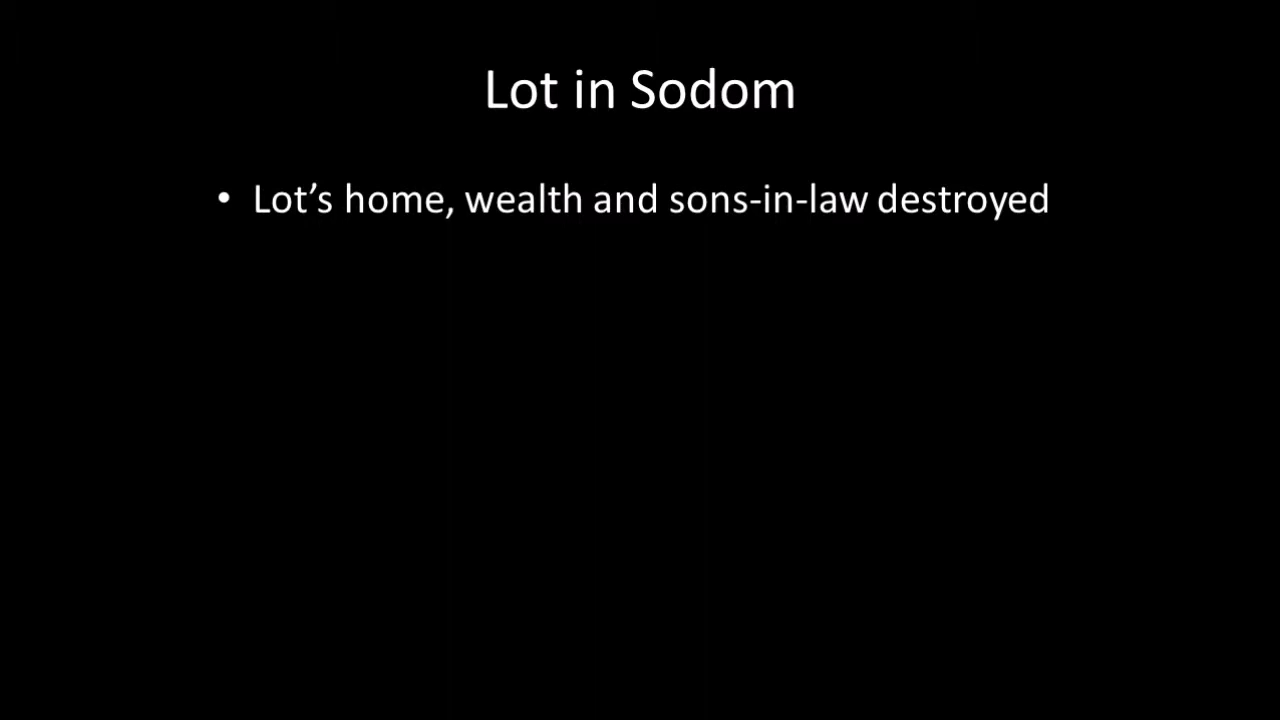 Lot in Sodom
• Lot’s home, wealth and sons-in-law destroyed